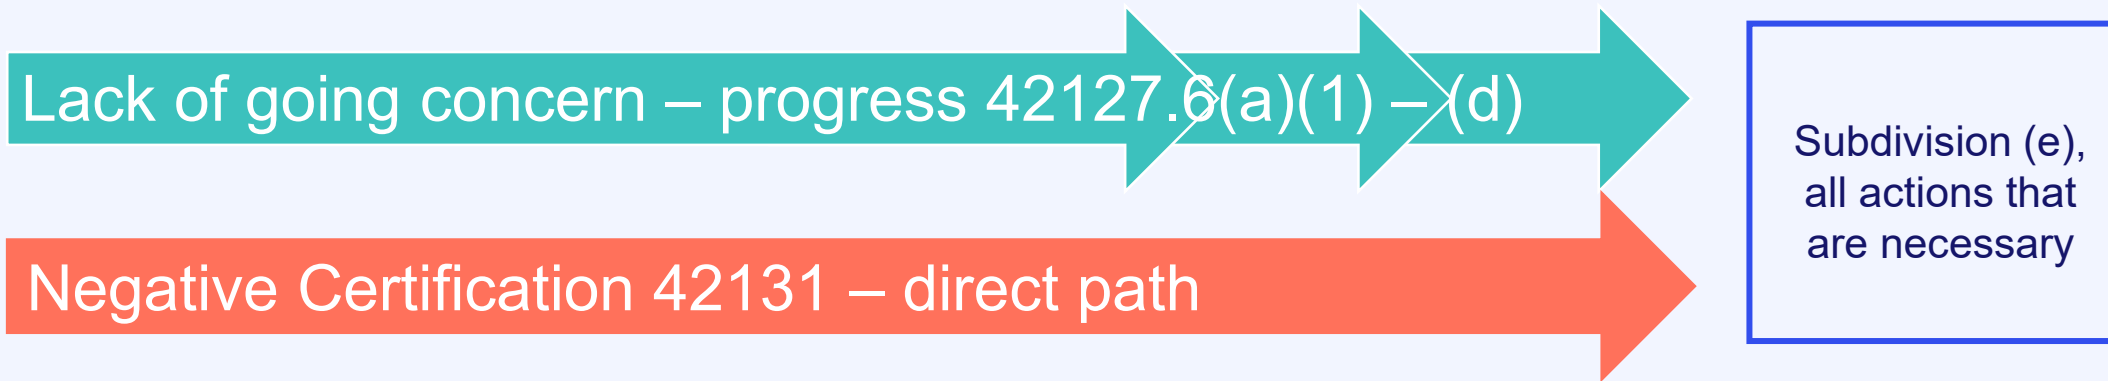 Lack of going concern – progress 42127.6(a)(1) – (d)
Negative Certification 42131 – direct path
Subdivision (e),
all actions that
are necessary